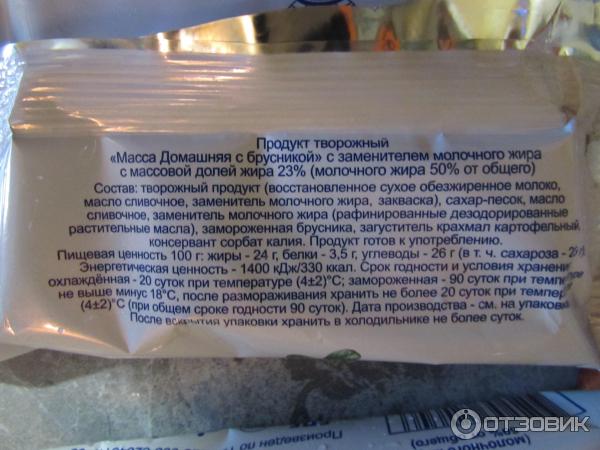 Продукт творожный
«Масса Домашняя с брусникой» с заменителем молочного жира
с массовой долей жира 23% (молочного жира 50% от общего)
Состав: творожный продукт (восстановленное сухое обезжиренное молоко,
масло сливочное, заменитель молочного жира, закваска), сахар-песок, масло
сливочное, заменитель молочного жира (рафинированные дезодорированные
растительные масла), замороженная брусника, загуститель крахмал картофельный,
консервант сорбат калия. Продукт готов к употреблению.
Пищевая ценность 100 г: жиры - 24 г, белки - 3,5 г, углеводы - 26 г (в т. ч. сахароза -
Энергетическая ценность - 1400 кДж/330 ккал. Срок годности и условия хранения:
охлаждённая - 20 суток при температуре (4±2)°С; замороженная - 90 суток при температуре
не выше минус 18°С, после размораживания хранить не более 20 суток при
(4±2)°С (при общем сроке годности 90 суток). Дата производства - см. на упаковке
После вскрытия упаковки хранить в холодильнике не более суток.
Произведен по
(молочного
общего)
ОТЗОВИК